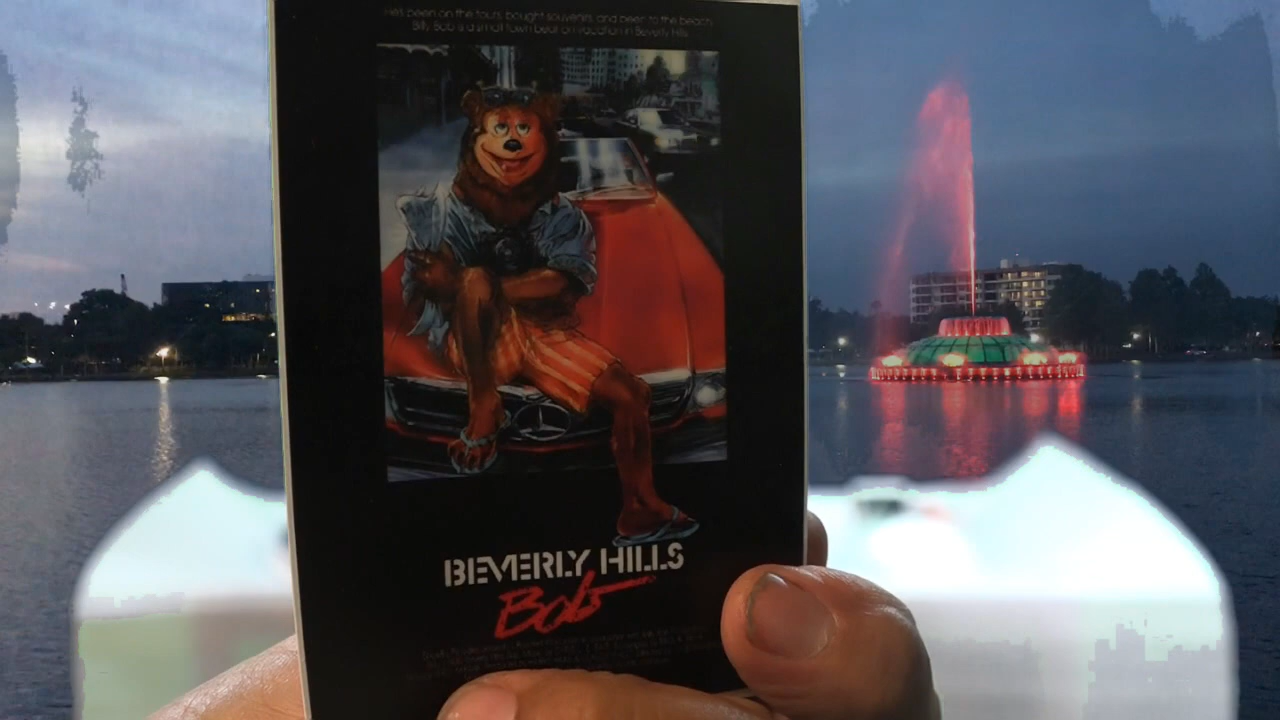 He's been on the tours, bought souvenirs, and been to the beach.
Billy Bob is a small town bear on vacation in Beverly Hills.
BEVERLY HILLS
Bob